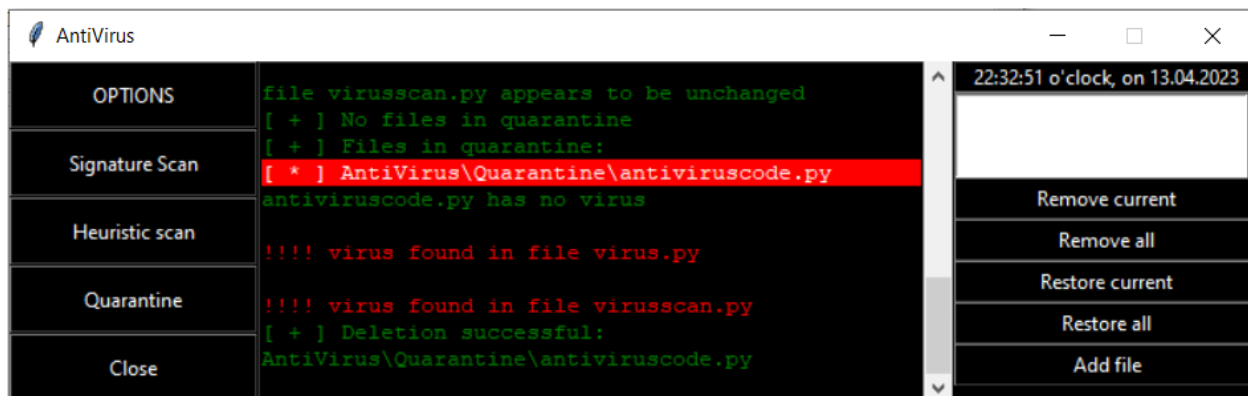 AntiVirus
OPTIONS
Signature Scan
Heuristic scan
Quarantine
Close
file virusscan.py appears to be unchanged
[ + ] No files in quarantine
[ + ] Files in quarantine:
[ * ] AntiVirus\Quarantine\antiviruscode.py
antiviruscode.py has no virus
!!!! virus found in file virus.py
!!!! virus found in file virusscan.py
[ + ] Deletion successful:
AntiVirus\Quarantine\antiviruscode.py
22:32:51 o'clock, on 13.04.2023
Remove current
Remove all
Restore current
Restore all
Add file